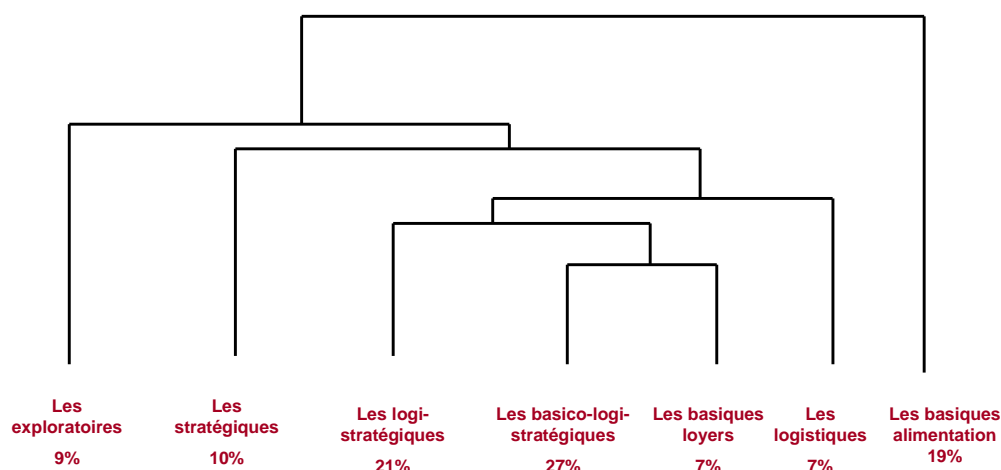 Les
exploratoires
9%
Les
stratégiques
10%
Les logi-
stratégiques
21%
Les basico-logi-
stratégiques
27%
Les basiques
loyers
7%
Les
logistiques
7%
Les basiques
alimentation
19%